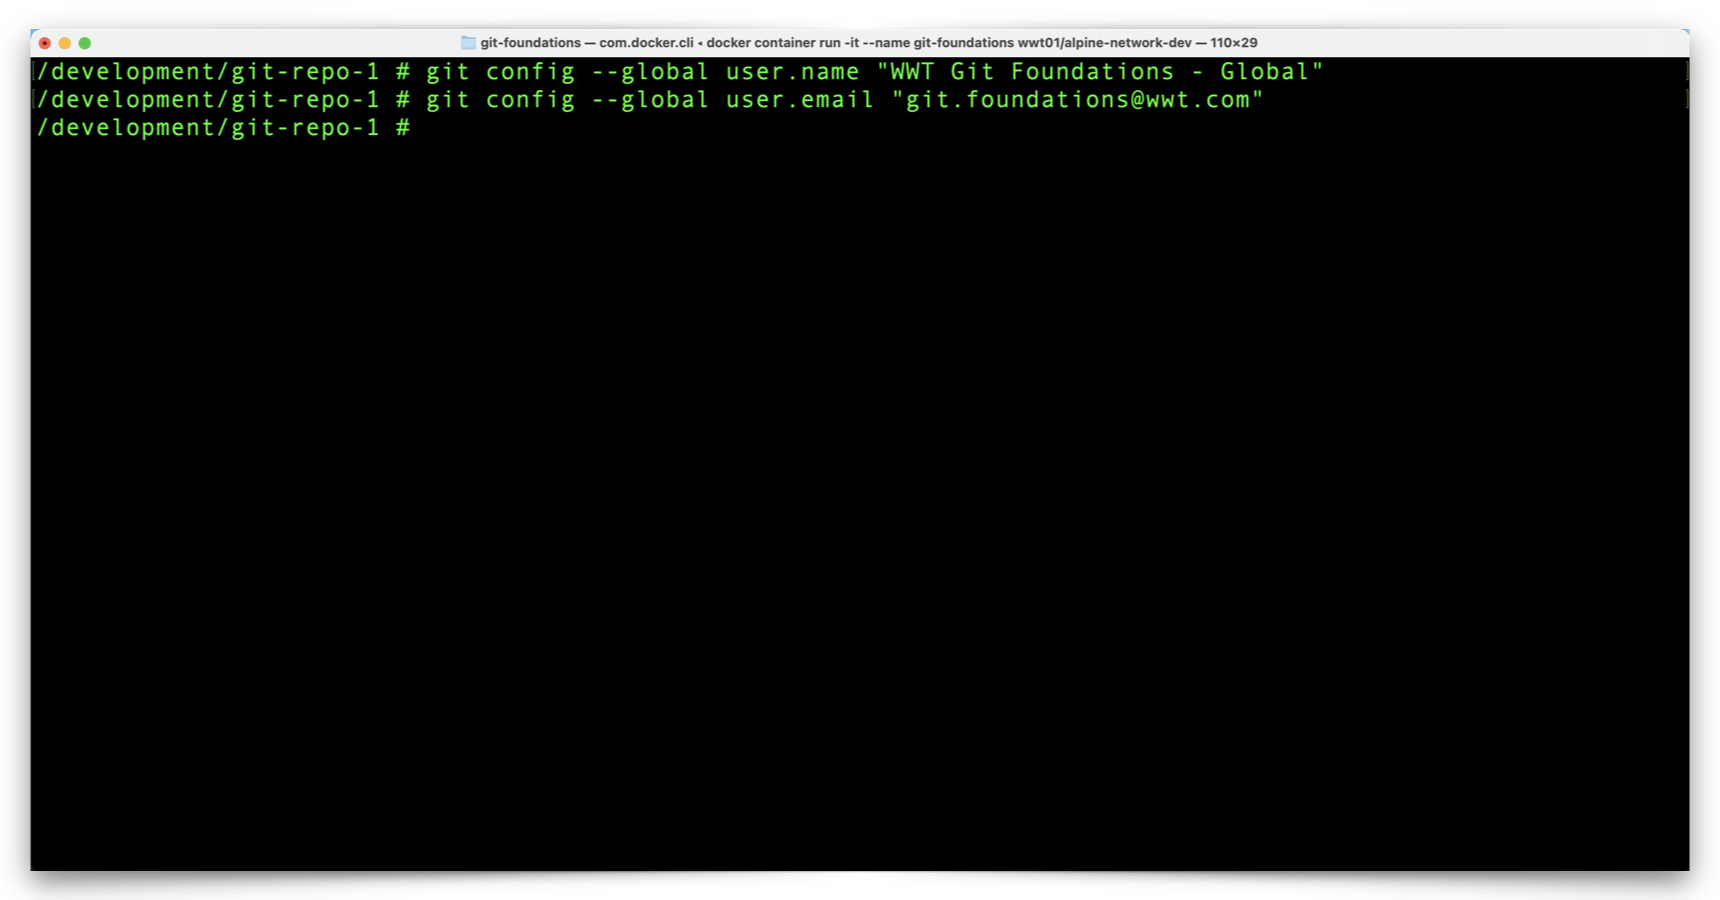 git-foundations — com.docker.cli ◂ docker container run -it --name git-foundations wwt01/alpine-network-dev — 110×29
[/development/git-repo-1 # git config --global user.name "WWT Git Foundations - Global" ]
[/development/git-repo-1 # git config --global user.email "git.foundations@wwt.com" ]
/development/git-repo-1 #